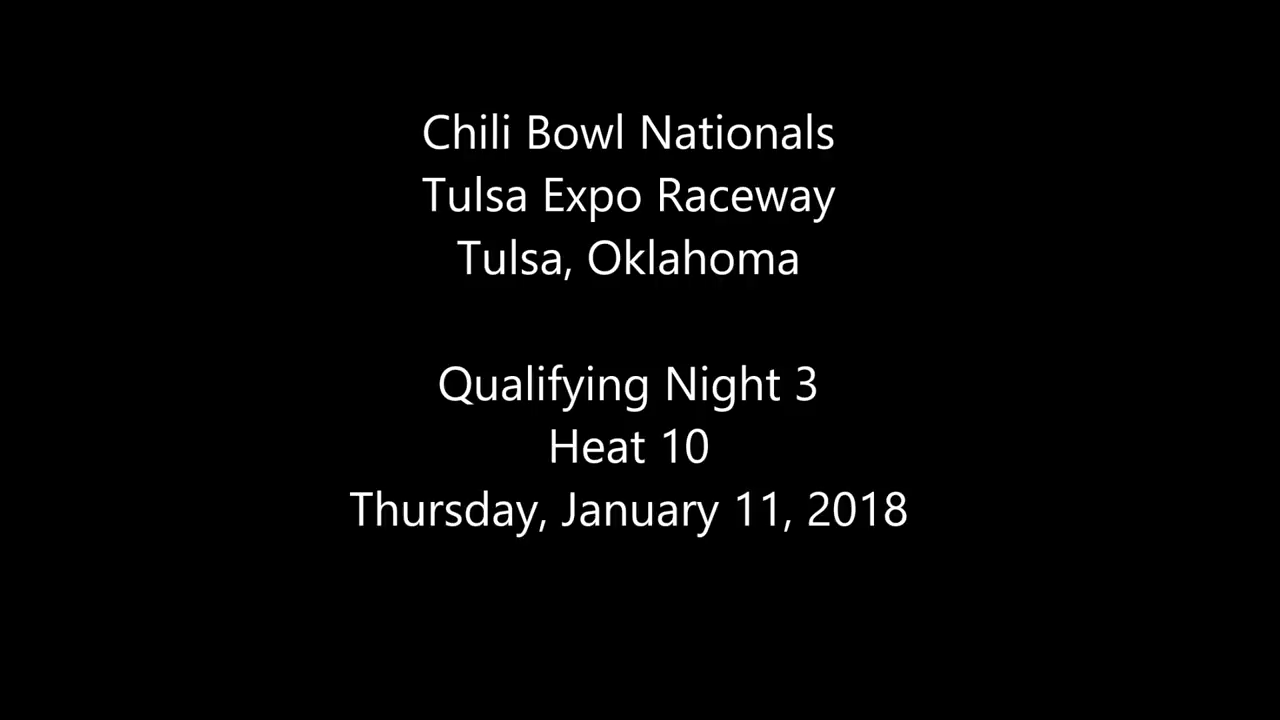 Chili Bowl Nationals
Tulsa Expo Raceway
Tulsa, Oklahoma
Qualifying Night 3
Heat 10
Thursday, January 11, 2018